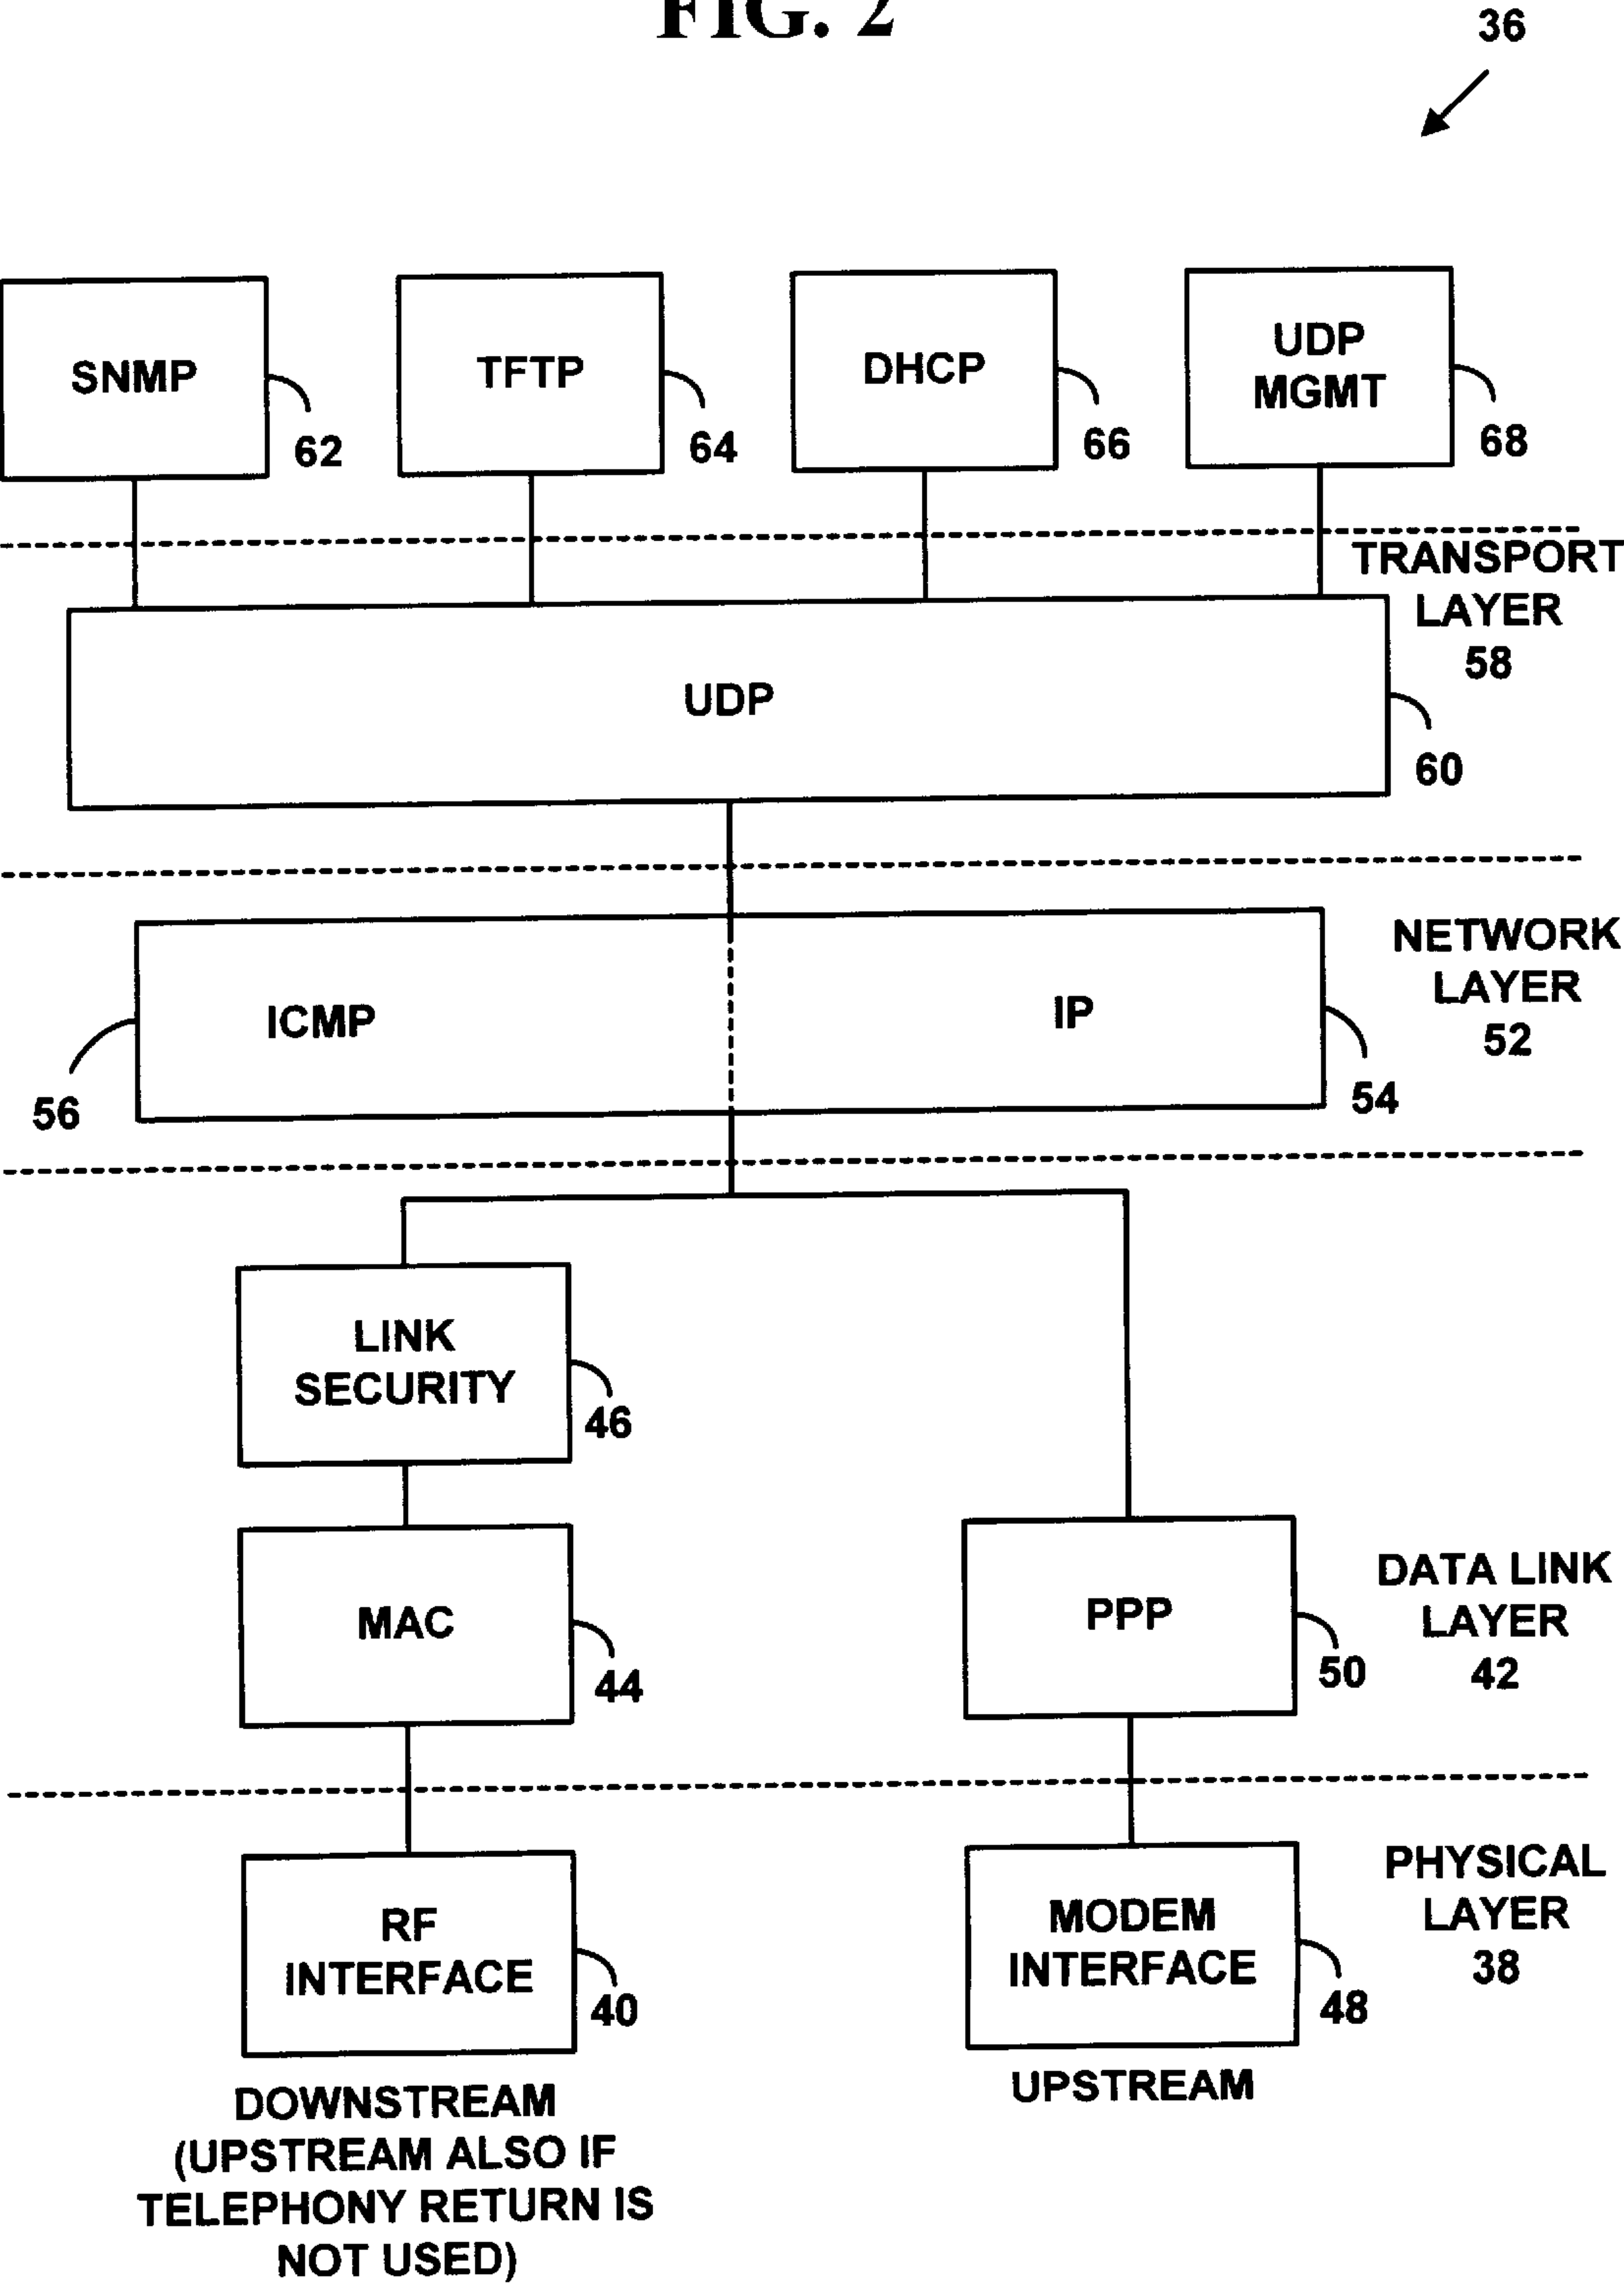 FIG. 2
36
SNMP
62
TFTP
64
DHCP
66
UDP
MGMT
68
TRANSPORT
LAYER
58
UDP
60
NETWORK
LAYER
52
ICMP
56
IP
54
LINK
SECURITY
46
MAC
44
PPP
50
DATA LINK
LAYER
42
RF
INTERFACE
40
MODEM
INTERFACE
48
PHYSICAL
LAYER
38
DOWNSTREAM
(UPSTREAM ALSO IF
TELEPHONY RETURN IS
NOT USED)
UPSTREAM